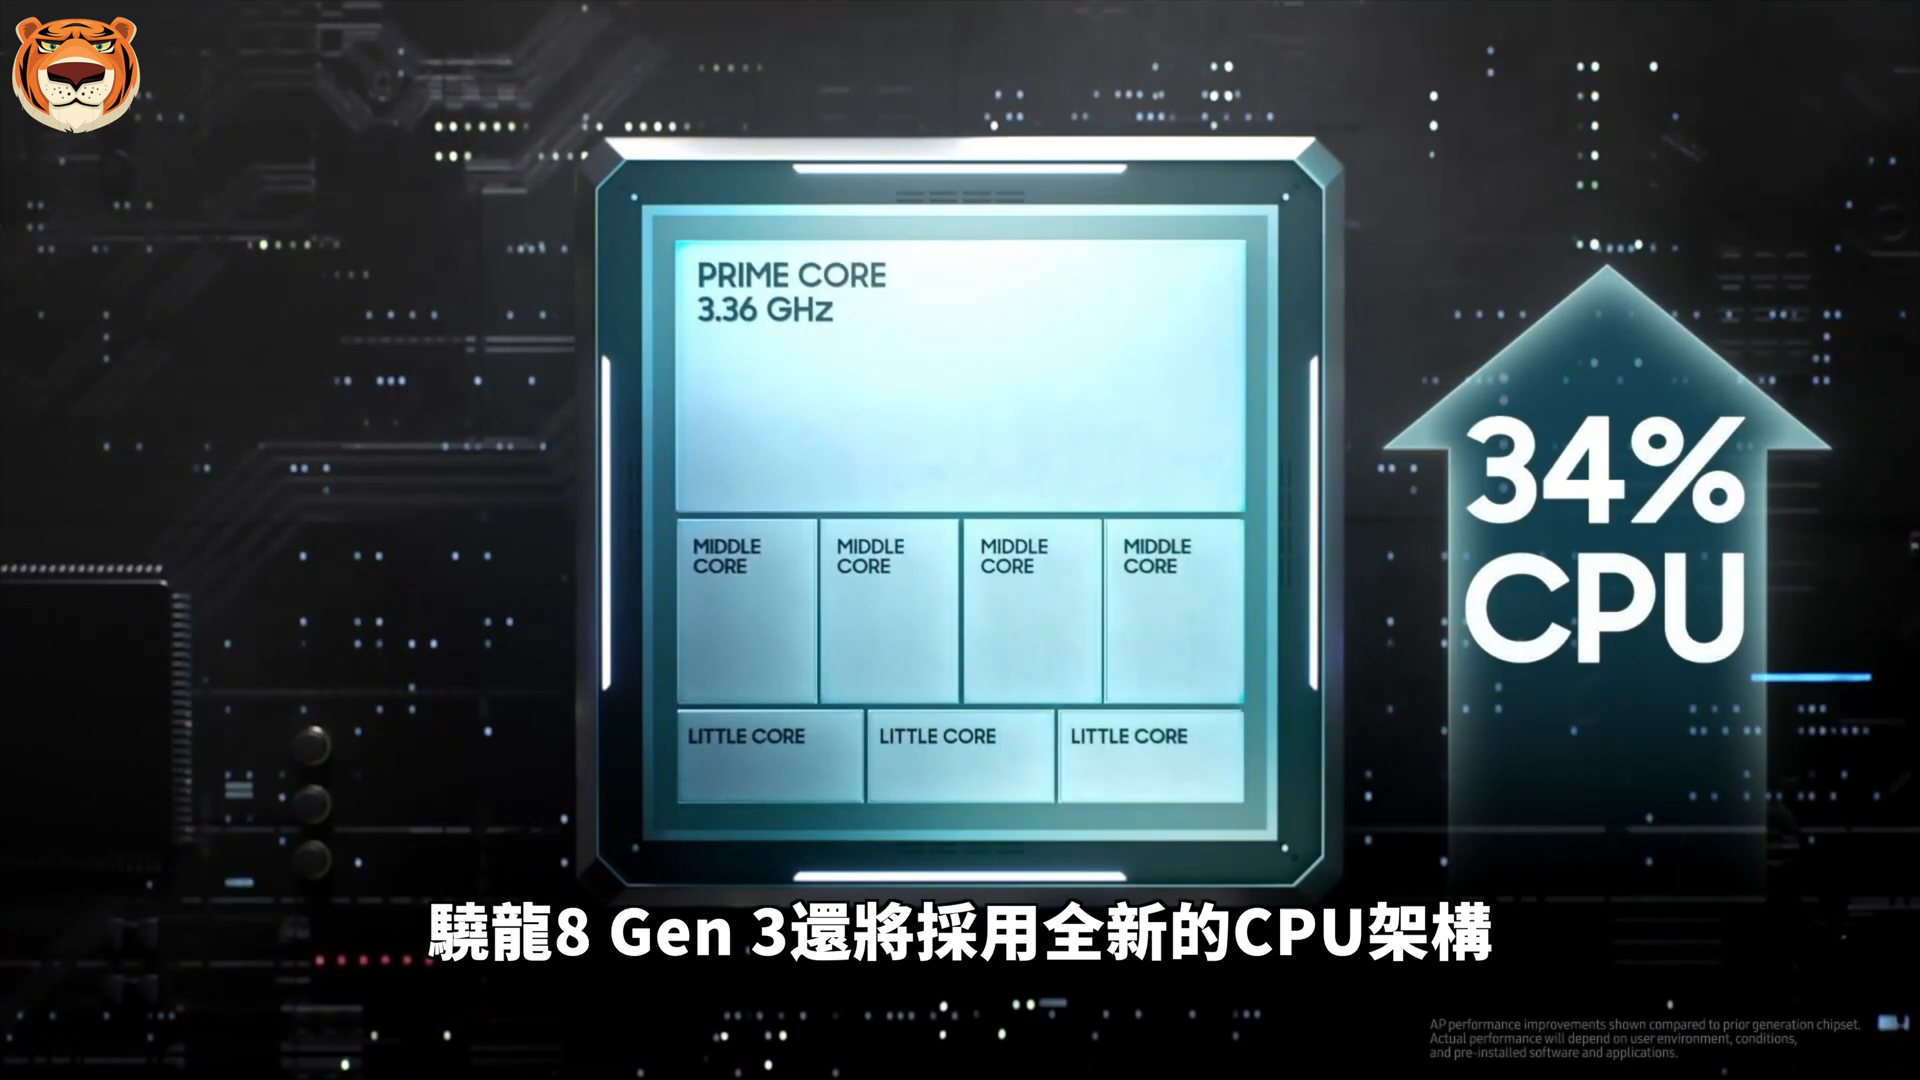 PRIME CORE
3.36 GHz
34%
CPU
MIDDLE
CORE
MIDDLE
CORE
MIDDLE
CORE
MIDDLE
CORE
LITTLE CORE
LITTLE CORE
LITTLE CORE
驍龍8 Gen 3還將採用全新的CPU架構
AP performance improvements shown compared to prior generation chipset.
Actual performance will depend on user environment, conditions,
and pre-installed software and applications.